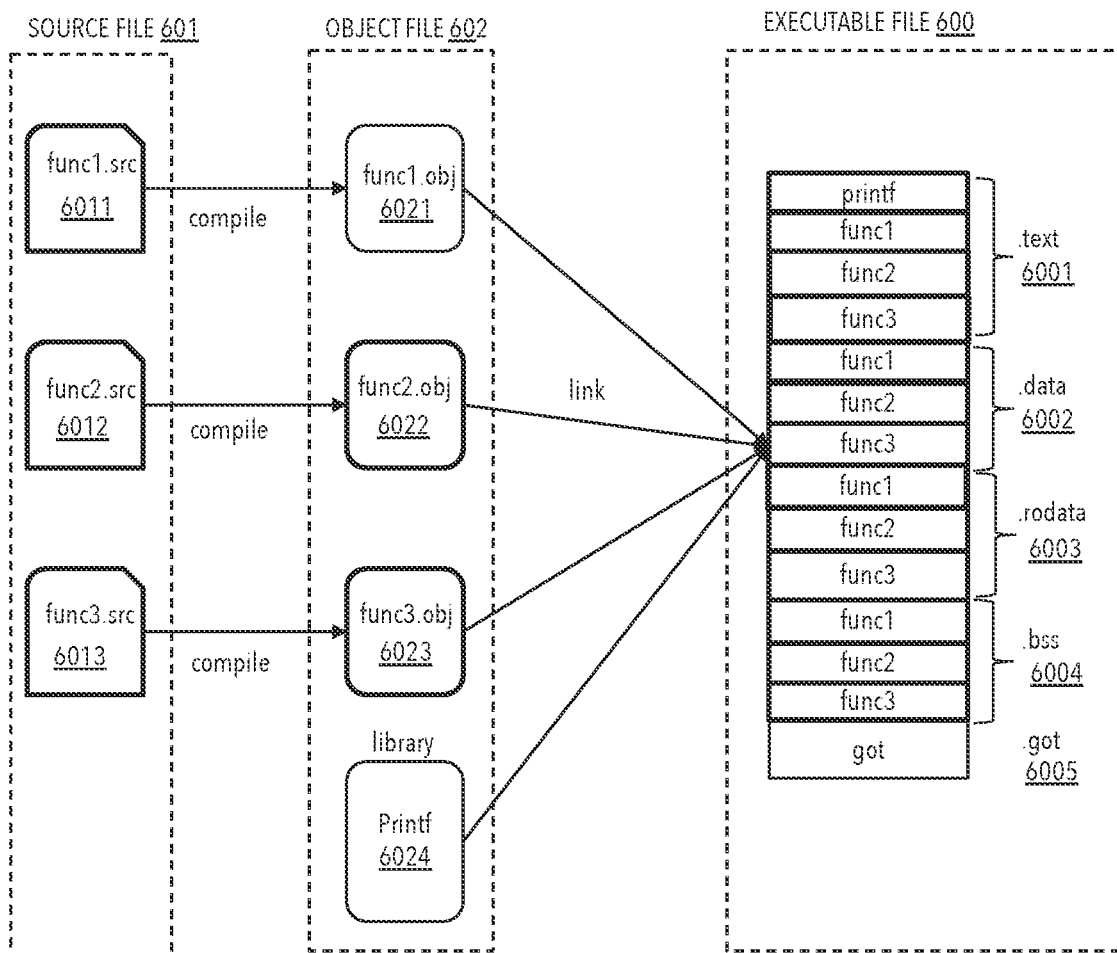 SOURCE FILE 601
OBJECT FILE 602
EXECUTABLE FILE 600
func1.src
6011
compile
func1.obj
6021
func2.src
6012
compile
func2.obj
6022
func3.src
6013
compile
func3.obj
6023
library
Printf
6024
link
printf
func1
func2
func3
.text
6001
func1
func2
func3
.data
6002
func1
func2
func3
.rodata
6003
func1
func2
func3
.bss
6004
got
.got
6005